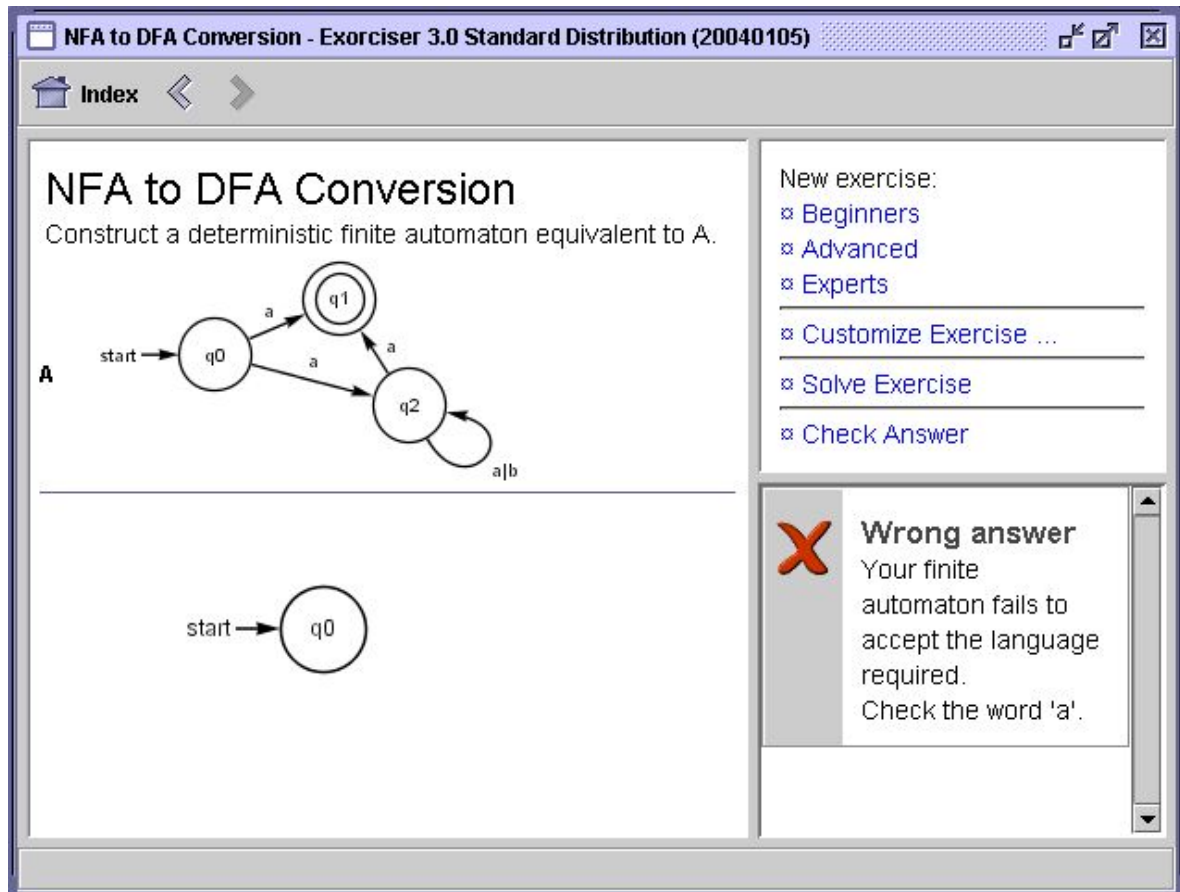 NFA to DFA Conversion - Exorciser 3.0 Standard Distribution (20040105)
Index
NFA to DFA Conversion
Construct a deterministic finite automaton equivalent to A.
A
start
q0
a
a
q1
a
q2
a|b
start
q0
New exercise:
¤ Beginners
¤ Advanced
¤ Experts
¤ Customize Exercise ...
¤ Solve Exercise
¤ Check Answer
Wrong answer
Your finite
automaton fails to
accept the language
required.
Check the word 'a'.